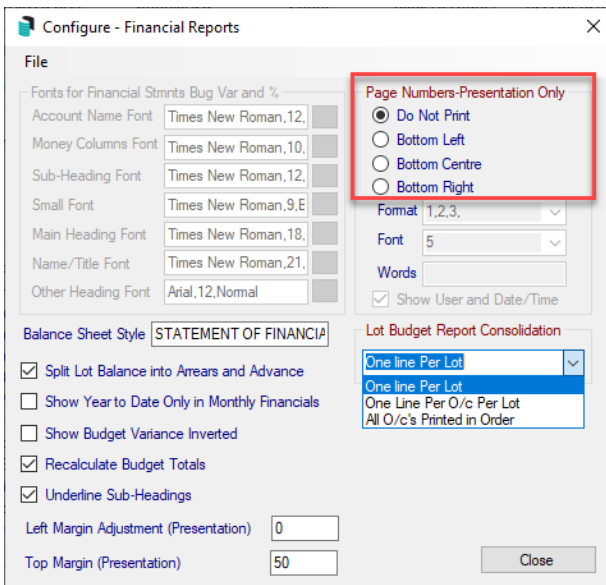 Configure - Financial Reports
File
Fonts for Financial Stmnts Bug Var and %
Account Name Font Times New Roman,12,
Money Columns Font Times New Roman,10,
Sub-Heading Font Times New Roman,12,
Small Font Times New Roman,9,B
Main Heading Font Times New Roman,18,
Name/Title Font Times New Roman,21,
Other Heading Font Arial,12,Normal
Balance Sheet Style STATEMENT OF FINANCIA
Split Lot Balance into Arrears and Advance
Show Year to Date Only in Monthly Financials
Show Budget Variance Inverted
Recalculate Budget Totals
Underline Sub-Headings
Left Margin Adjustment (Presentation) 0
Top Margin (Presentation) 50
Page Numbers-Presentation Only
Do Not Print
Bottom Left
Bottom Centre
Bottom Right
Format 1,2,3,
Font 5
Words
Show User and Date/Time
Lot Budget Report Consolidation
One line Per Lot
One line Per Lot
One Line Per O/c Per Lot
All O/c's Printed in Order
Close